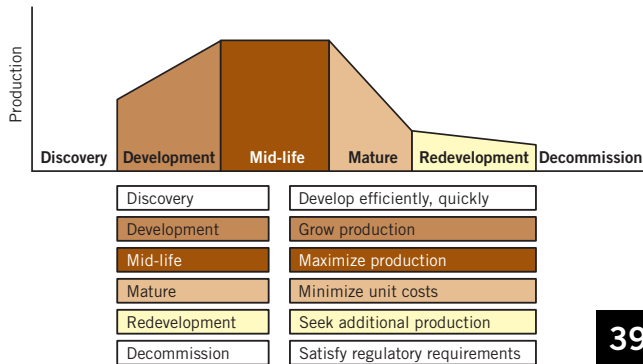 Production
Discovery Development Mid-life Mature Redevelopment Decommission
Discovery Develop efficiently, quickly
Development Grow production
Mid-life Maximize production
Mature Minimize unit costs
Redevelopment Seek additional production
Decommission Satisfy regulatory requirements
39